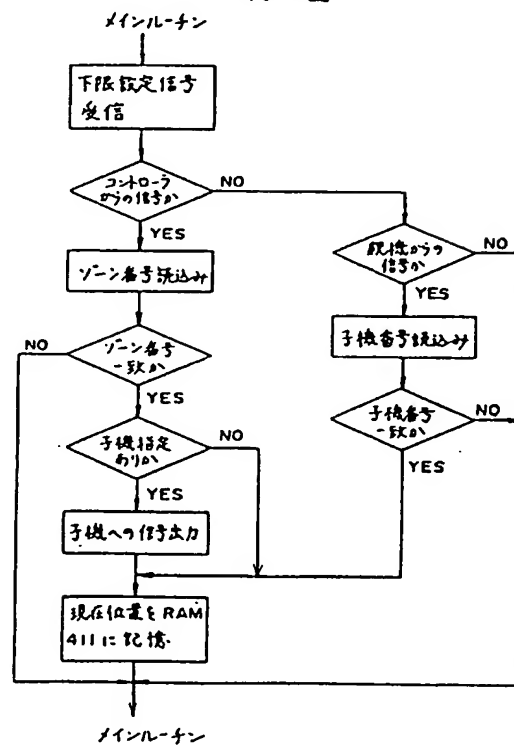 メインルーチン
下限設定信号
受信
コントローラ
からの信号か
NO
YES
ゾーン番号読込み
親機からの
信号か
NO
YES
子機番号読込み
ゾーン番号
一致か
NO
YES
子機番号
一致か
NO
YES
子機指定
ありか
NO
YES
子機への信号出力
現在位置をRAM
411に記憶
メインルーチン